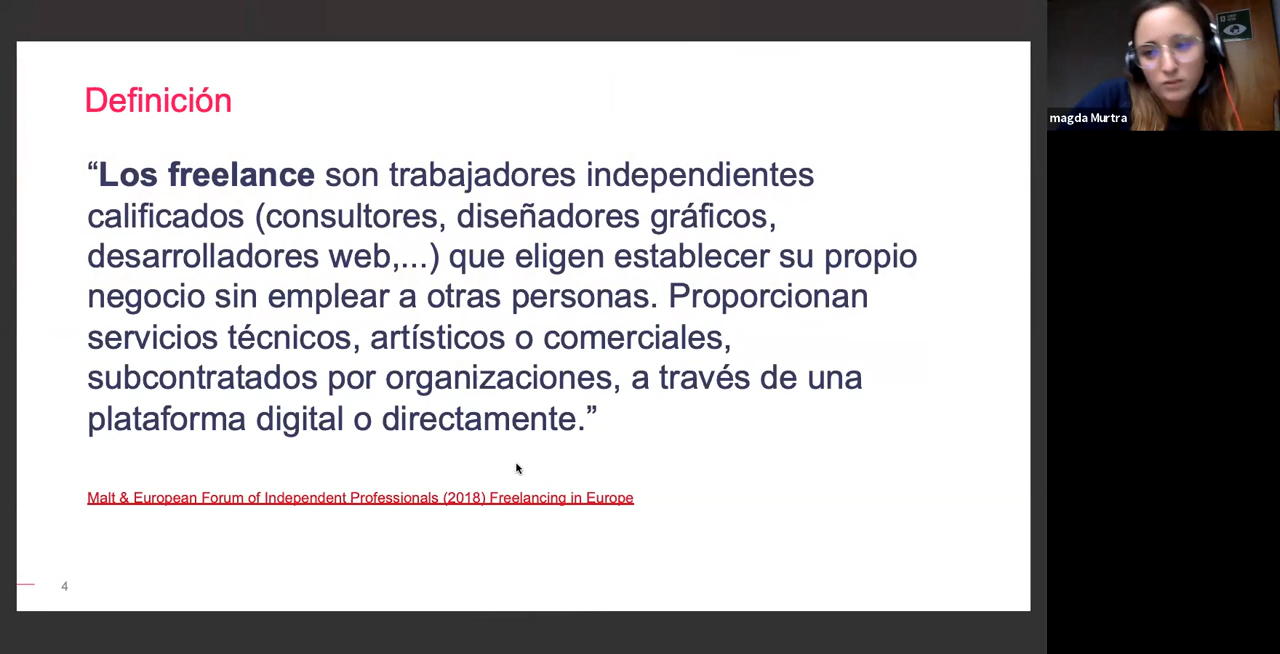 Definición
“Los freelance son trabajadores independientes
calificados (consultores, diseñadores gráficos,
desarrolladores web,...) que eligen establecer su propio
negocio sin emplear a otras personas. Proporcionan
servicios técnicos, artísticos o comerciales,
subcontratados por organizaciones, a través de una
plataforma digital o directamente.”
Malt & European Forum of Independent Professionals (2018) Freelancing in Europe
4
magda Murtra